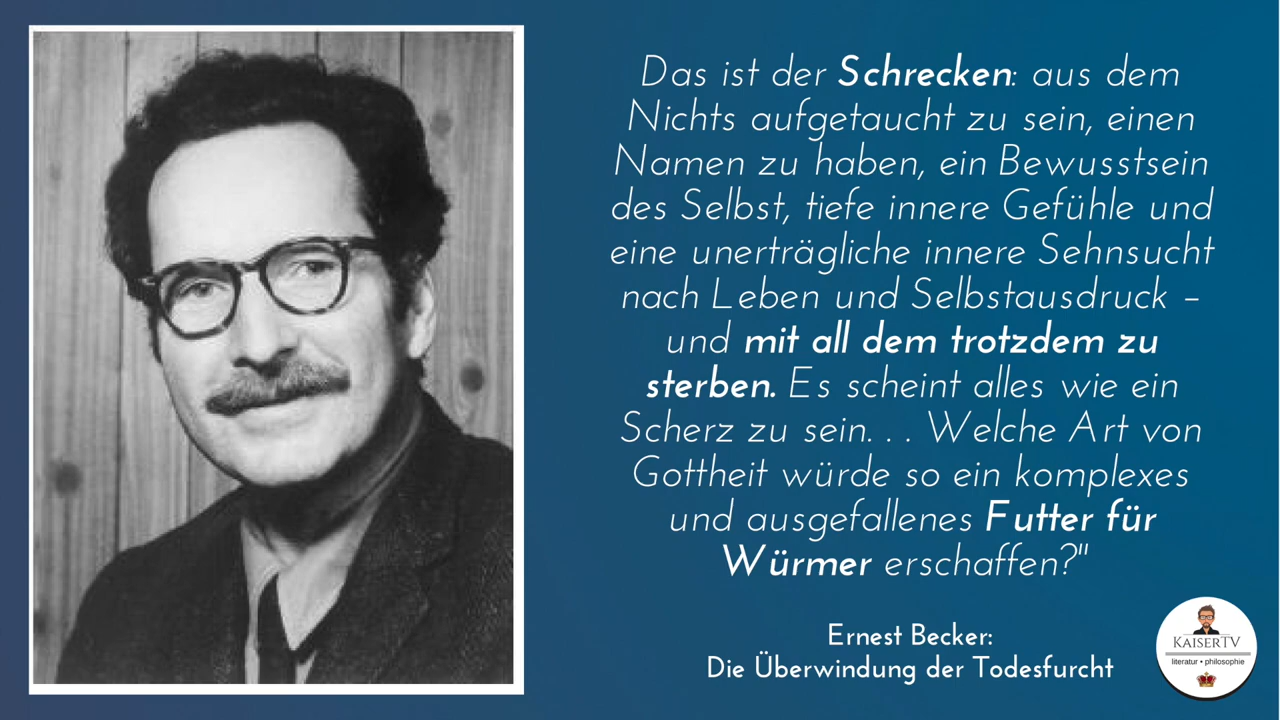 Das ist der Schrecken: aus dem
Nichts aufgetaucht zu sein, einen
Namen zu haben, ein Bewusstsein
des Selbst, tiefe innere Gefühle und
eine unerträgliche innere Sehnsucht
nach Leben und Selbstausdruck –
und mit all dem trotzdem zu
sterben. Es scheint alles wie ein
Scherz zu sein. . . Welche Art von
Gottheit würde so ein komplexes
und ausgefallenes Futter für
Würmer erschaffen?"
Ernest Becker:
Die Überwindung der Todesfurcht
KAISERTV
literatur • philosophie